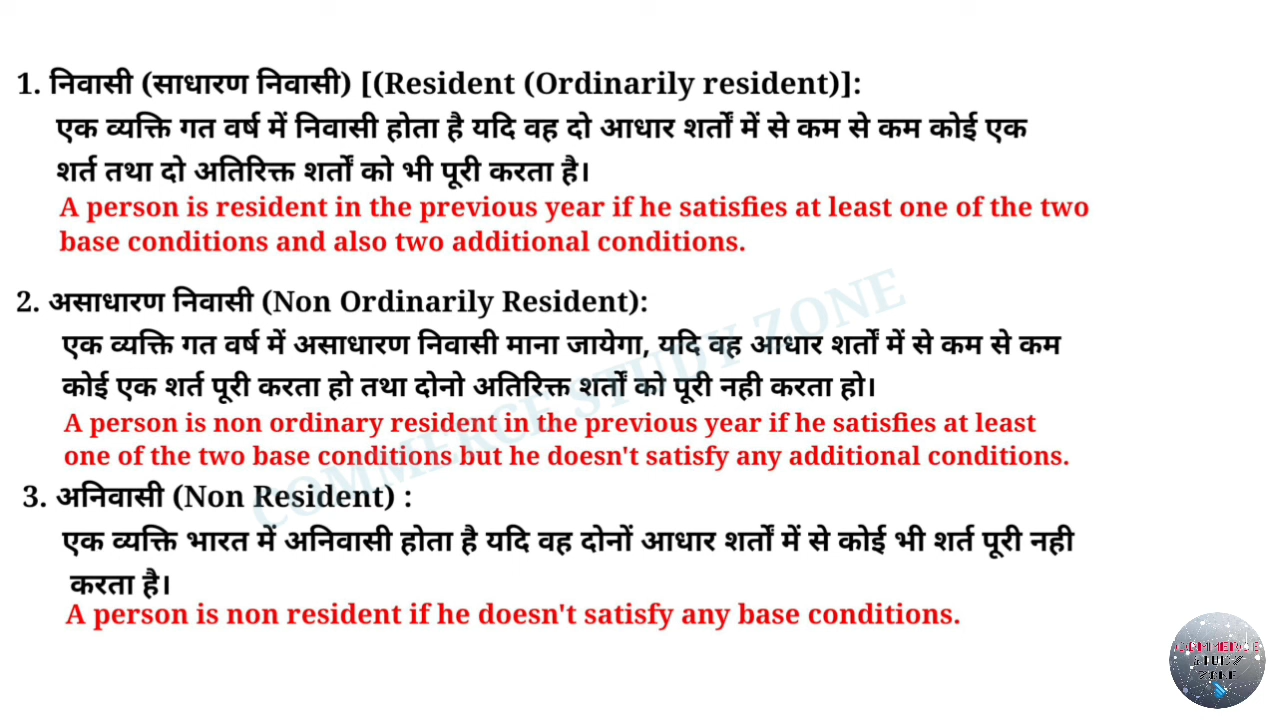 1. निवासी (साधारण निवासी) [(Resident (Ordinarily resident)]:
एक व्यक्ति गत वर्ष में निवासी होता है यदि वह दो आधार शर्तों में से कम से कम कोई एक
शर्त तथा दो अतिरिक्त शर्तों को भी पूरी करता है।
A person is resident in the previous year if he satisfies at least one of the two
base conditions and also two additional conditions.
2. असाधारण निवासी (Non Ordinarily Resident):
एक व्यक्ति गत वर्ष में असाधारण निवासी माना जायेगा, यदि वह आधार शर्तों में से कम से कम
कोई एक शर्त पूरी करता हो तथा दोनो अतिरिक्त शर्तों को पूरी नही करता हो।
A person is non ordinary resident in the previous year if he satisfies at least
one of the two base conditions but he doesn't satisfy any additional conditions.
3. अनिवासी (Non Resident) :
एक व्यक्ति भारत में अनिवासी होता है यदि वह दोनों आधार शर्तों में से कोई भी शर्त पूरी नही
करता है।
A person is non resident if he doesn't satisfy any base conditions.
COMMERCE STUDY ZONE
COMMERCE
STUDY
ZONE